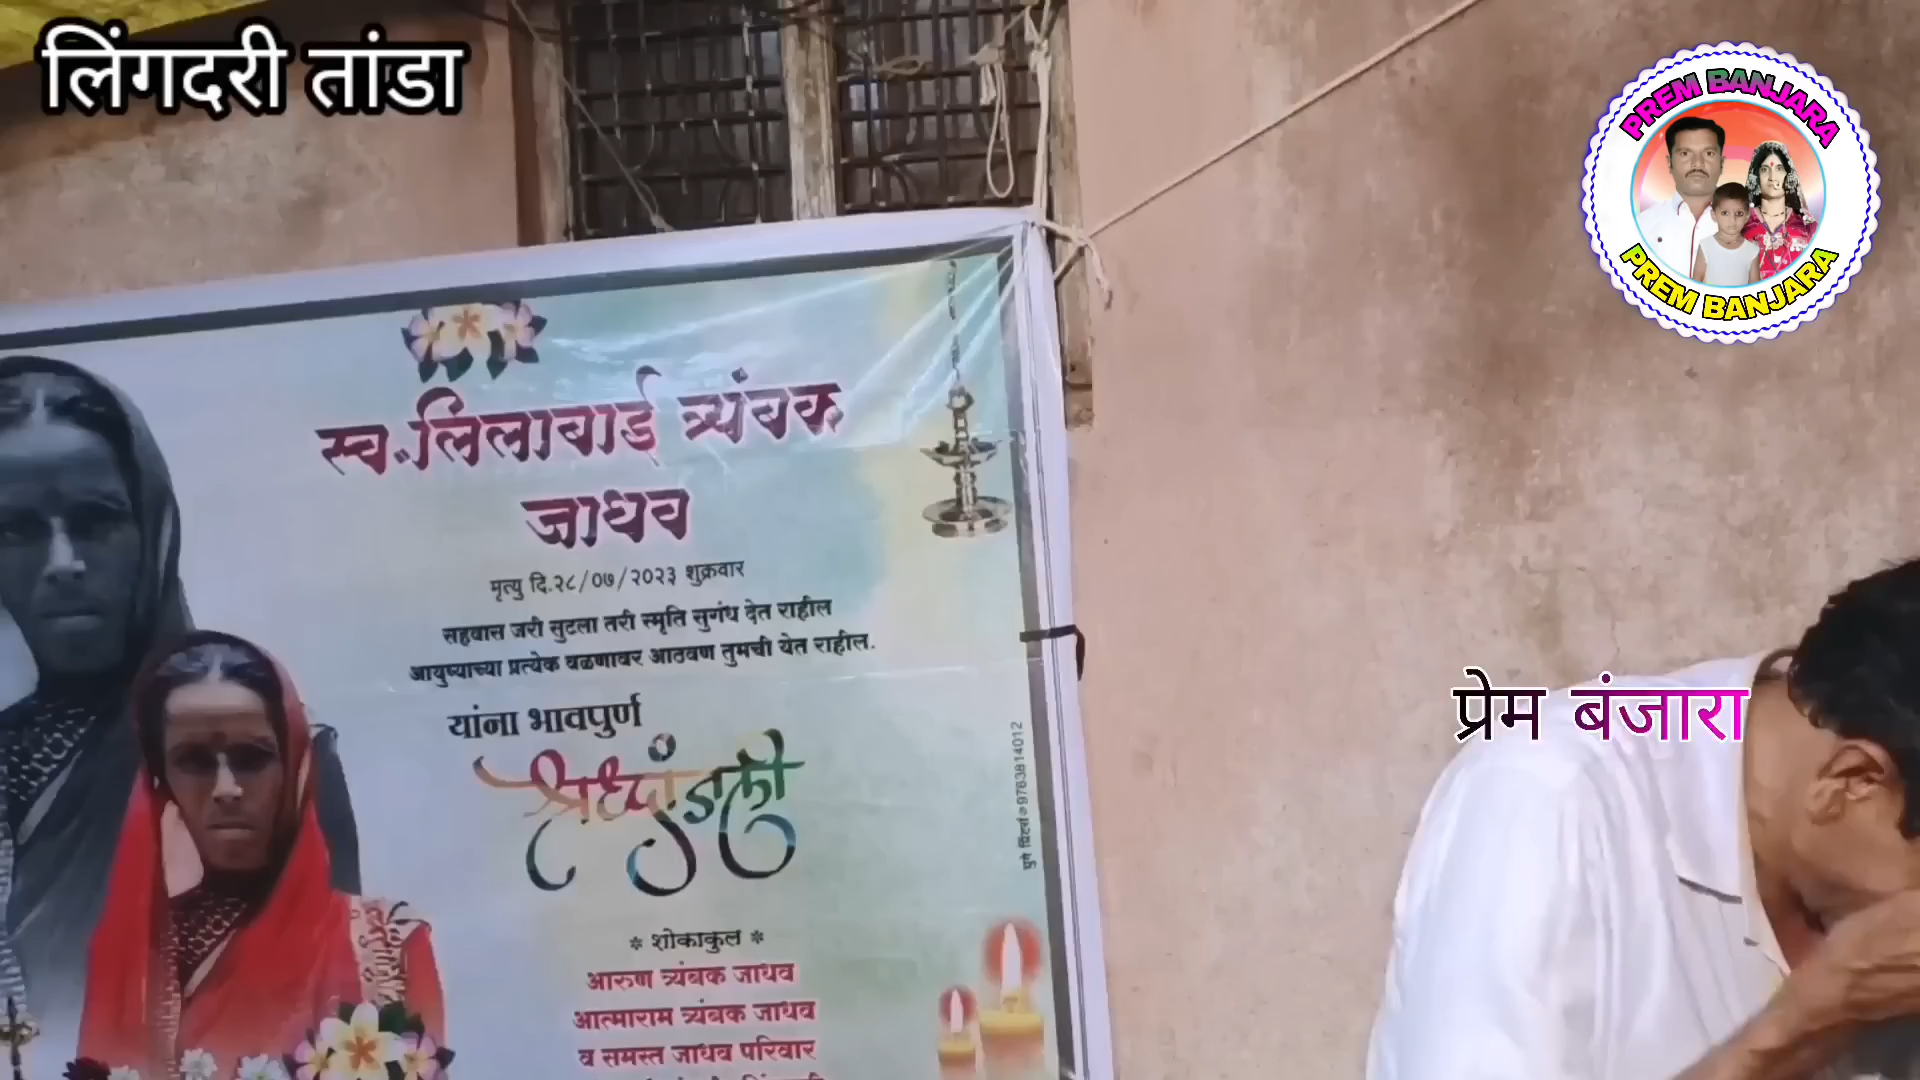 लिंगदरी तांडा
PREM BANJARA
PREM BANJARA
स्व.लिलाबाई त्र्यंबक
जाधव
मृत्यु दि.२८/०७/२०२३ शुक्रवार
सहवास जरी सुटला तरी स्मृति सुगंध देत राहील
आयुष्याच्या प्रत्येक वळणावर आठवण तुमची येत राहील.
यांना भावपुर्ण
श्रध्दांजली
* शोकाकुल *
आरुण त्र्यंबक जाधव
आत्माराम त्र्यंबक जाधव
व समस्त जाधव परिवार
9763814012
प्रेम बंजारा